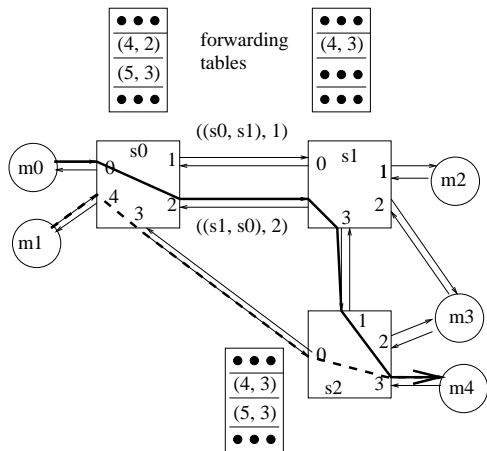 (4, 2)
(5, 3)
forwarding
tables
(4, 3)
((s0, s1), 1)
s0
s1
m0
0
1
0
1
m2
4
2
3
2
3
m1
((s1, s0), 2)
1
m3
2
0
3
s2
m4
(4, 3)
(5, 3)